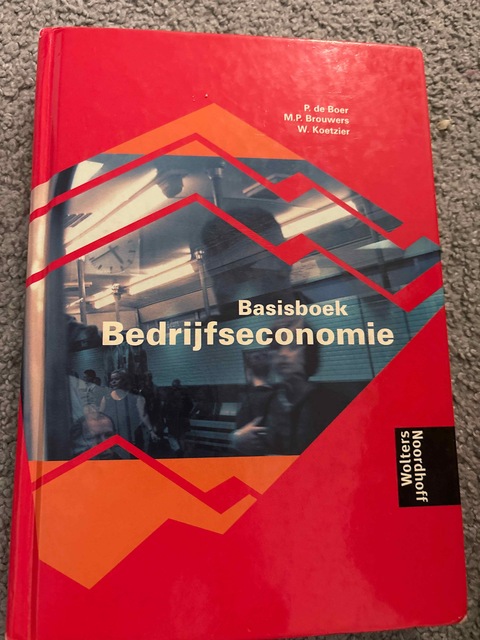 P. de Boer
M.P. Brouwers
W. Koetzier
Basisboek
Bedrijfseconomie
Wolters
Noordhoff